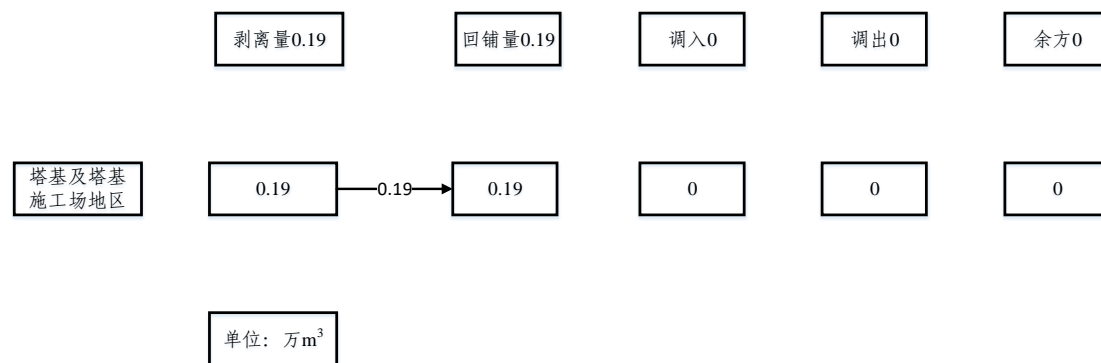 剥离量0.19
回铺量0.19
调入0
调出0
余方0
塔基及塔基
施工场地区
0.19
0.19
0.19
0
0
0
单位：万m³